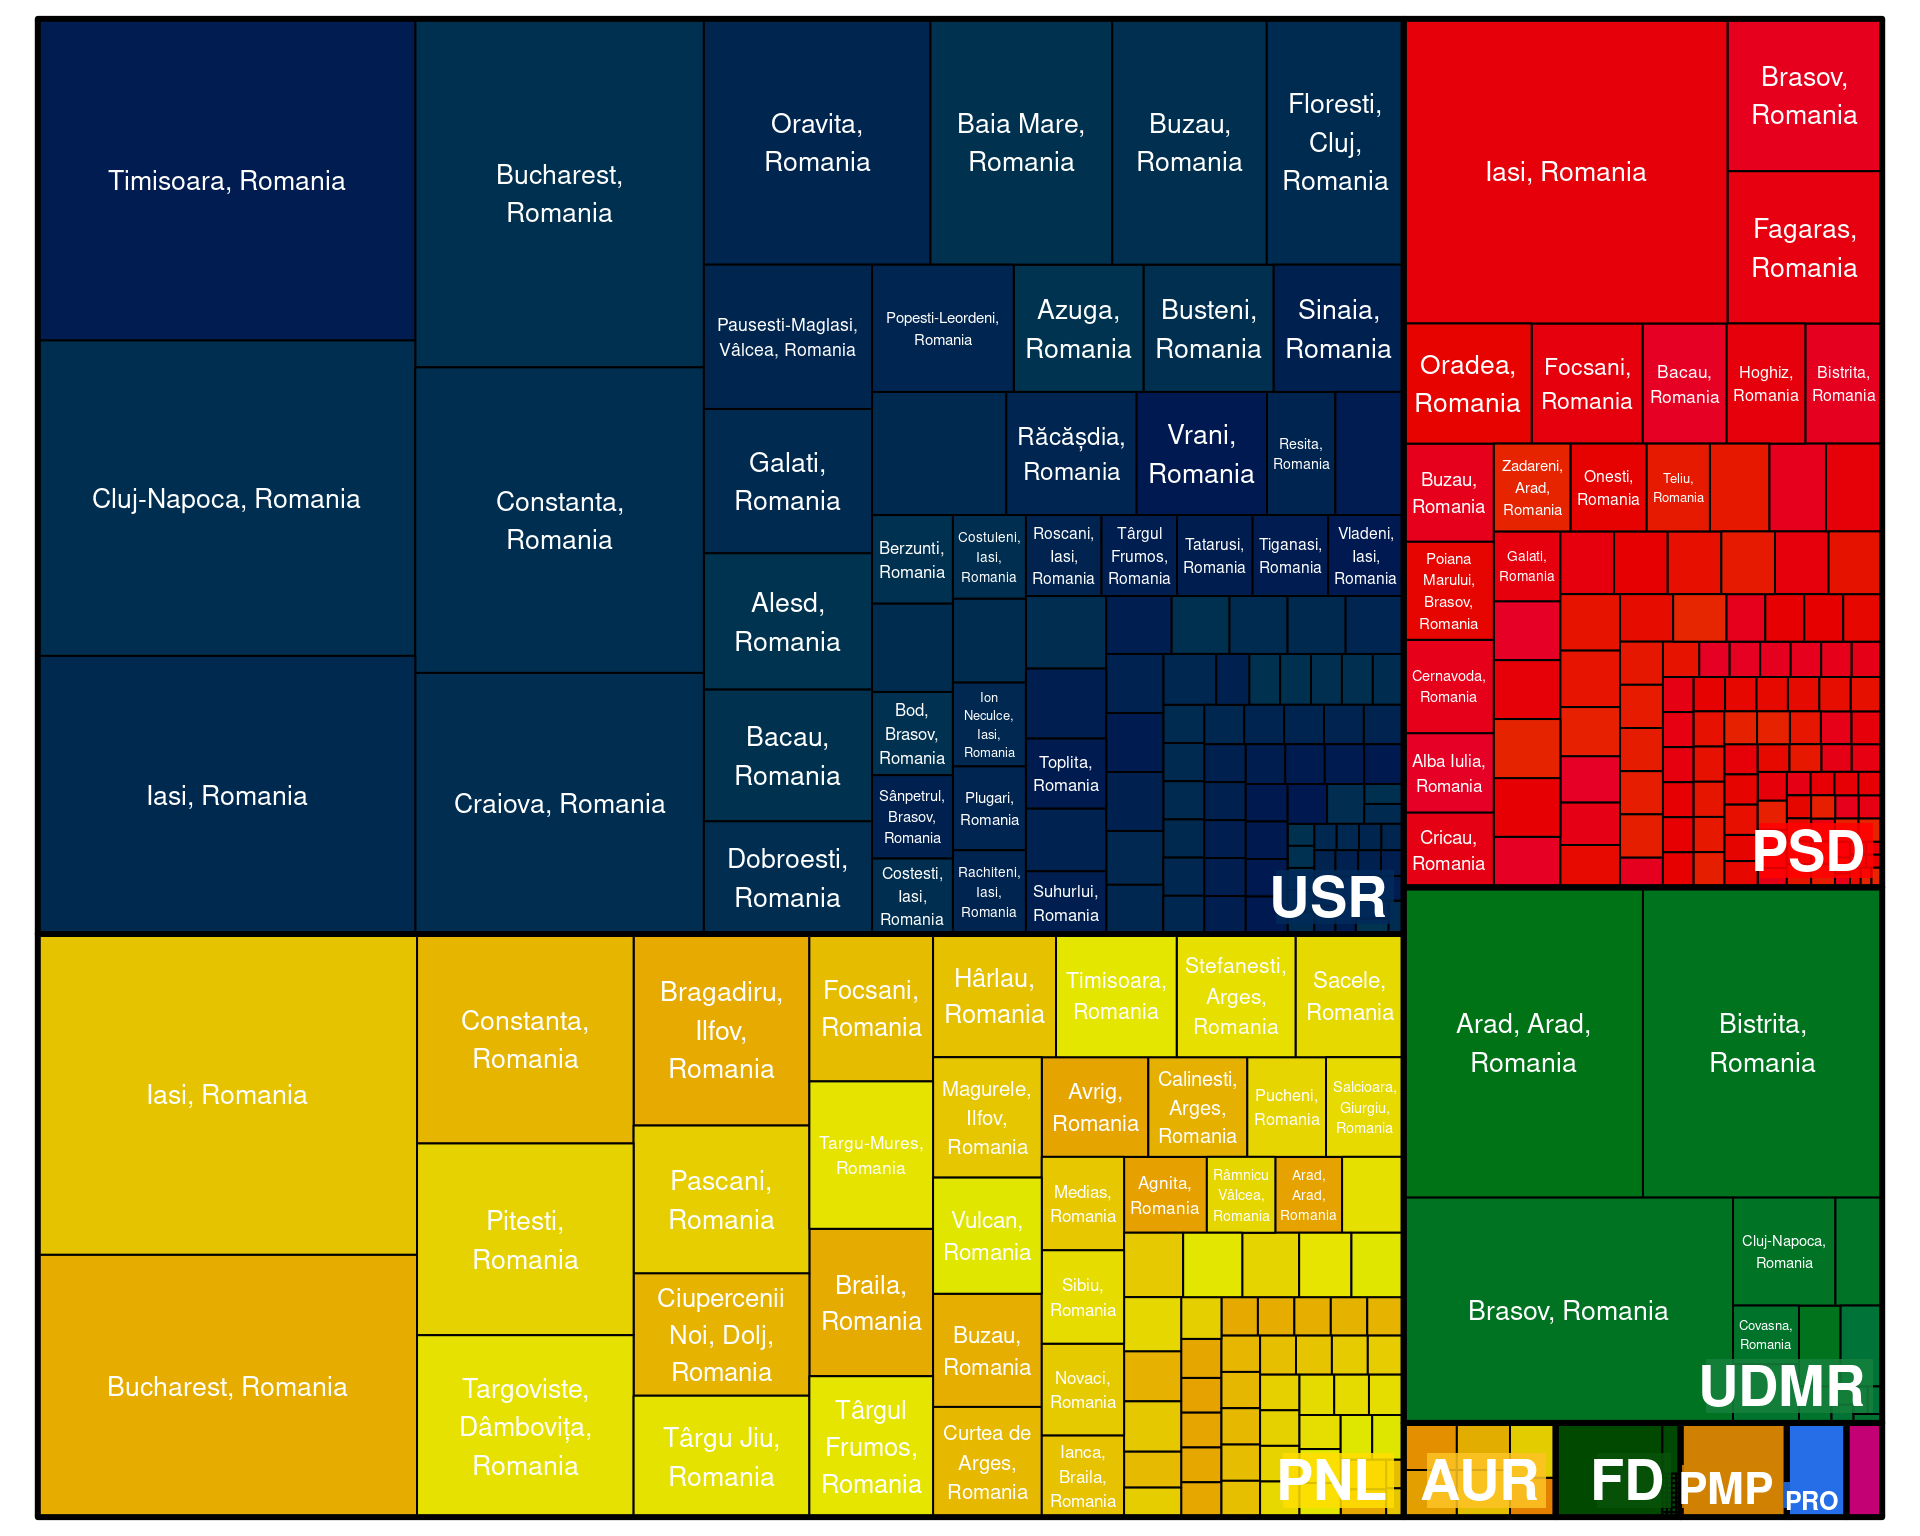 Timisoara, Romania
Cluj-Napoca, Romania
Iasi, Romania
Bucharest,
Romania
Constanta,
Romania
Craiova, Romania
Oravita,
Romania
Baia Mare,
Romania
Buzau,
Romania
Floresti,
Cluj,
Romania
Pausesti-Maglasi,
Vâlcea, Romania
Galati,
Romania
Alesd,
Romania
Bacau,
Romania
Dobroesti,
Romania
Popesti-Leordeni,
Romania
Azuga,
Romania
Busteni,
Romania
Sinaia,
Romania
Răcășdia,
Romania
Vrani,
Romania
Resita,
Romania
Berzunti,
Romania
Bod,
Brasov,
Romania
Sânpetrul,
Brasov,
Romania
Costesti,
Iasi,
Romania
Costuleni,
Iasi,
Romania
Ion
Neculce,
Iasi,
Romania
Plugari,
Romania
Rachiteni,
Iasi,
Romania
Roscani,
Iasi,
Romania
Târgul
Frumos,
Romania
Tatarusi,
Romania
Tiganasi,
Romania
Vladeni,
Iasi,
Romania
Toplita,
Romania
Suhurlui,
Romania
USR
Iasi, Romania
Brasov,
Romania
Fagaras,
Romania
Oradea,
Romania
Focsani,
Romania
Bacau,
Romania
Hoghiz,
Romania
Bistrita,
Romania
Buzau,
Romania
Poiana
Marului,
Brasov,
Romania
Cernavoda,
Romania
Alba Iulia,
Romania
Cricau,
Romania
Zadareni,
Arad,
Romania
Onesti,
Romania
Teliu,
Romania
Galati,
Romania
PSD
Iasi, Romania
Bucharest, Romania
Constanta,
Romania
Pitesti,
Romania
Targoviste,
Dâmbovița,
Romania
Bragadiru,
Ilfov,
Romania
Pascani,
Romania
Ciupercenii
Noi, Dolj,
Romania
Târgu Jiu,
Romania
Focsani,
Romania
Targu-Mures,
Romania
Braila,
Romania
Târgul
Frumos,
Romania
Hârlau,
Romania
Timisoara,
Romania
Stefanesti,
Arges,
Romania
Sacele,
Romania
Magurele,
Ilfov,
Romania
Vulcan,
Romania
Buzau,
Romania
Curtea de
Arges,
Romania
Avrig,
Romania
Calinesti,
Arges,
Romania
Pucheni,
Romania
Salcioara,
Giurgiu,
Romania
Medias,
Romania
Sibiu,
Romania
Novaci,
Romania
Ianca,
Braila,
Romania
Agnita,
Romania
Râmnicu
Vâlcea,
Romania
Arad,
Arad,
Romania
PNL
Arad, Arad,
Romania
Bistrita,
Romania
Brasov, Romania
Cluj-Napoca,
Romania
Covasna,
Romania
UDMR
AUR
FD
PMP
PRO